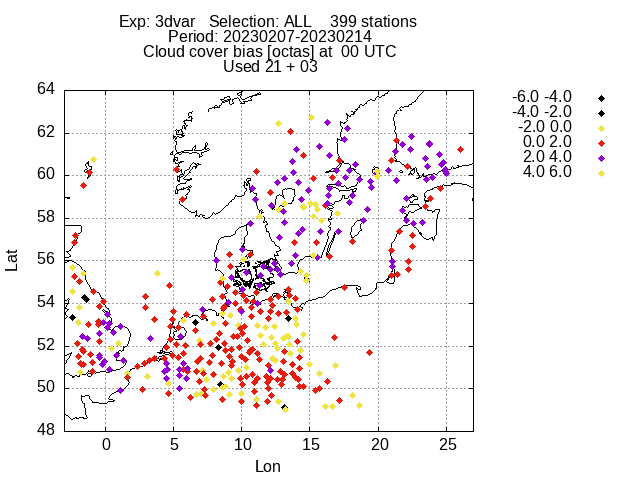 Exp: 3dvar Selection: ALL 399 stations
Period: 20230207-20230214
Cloud cover bias [octas] at 00 UTC
Used 21 + 03
-6.0 -4.0
-4.0 -2.0
-2.0 0.0
0.0 2.0
2.0 4.0
4.0 6.0
64
62
60
58
56
54
52
50
48
Lat
0 5 10 15 20 25
Lon